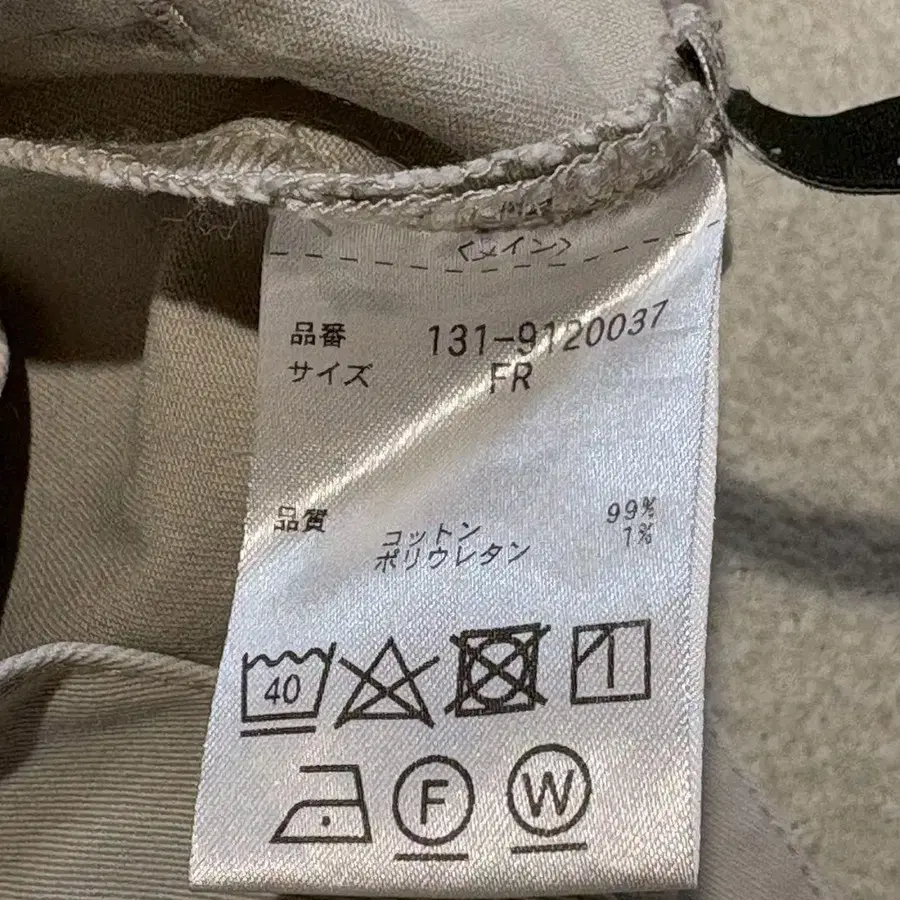 <メイン>
品番 131-9120037
サイズ FR
品質 コットン 99%
ポリウレタン 1%
40
F W